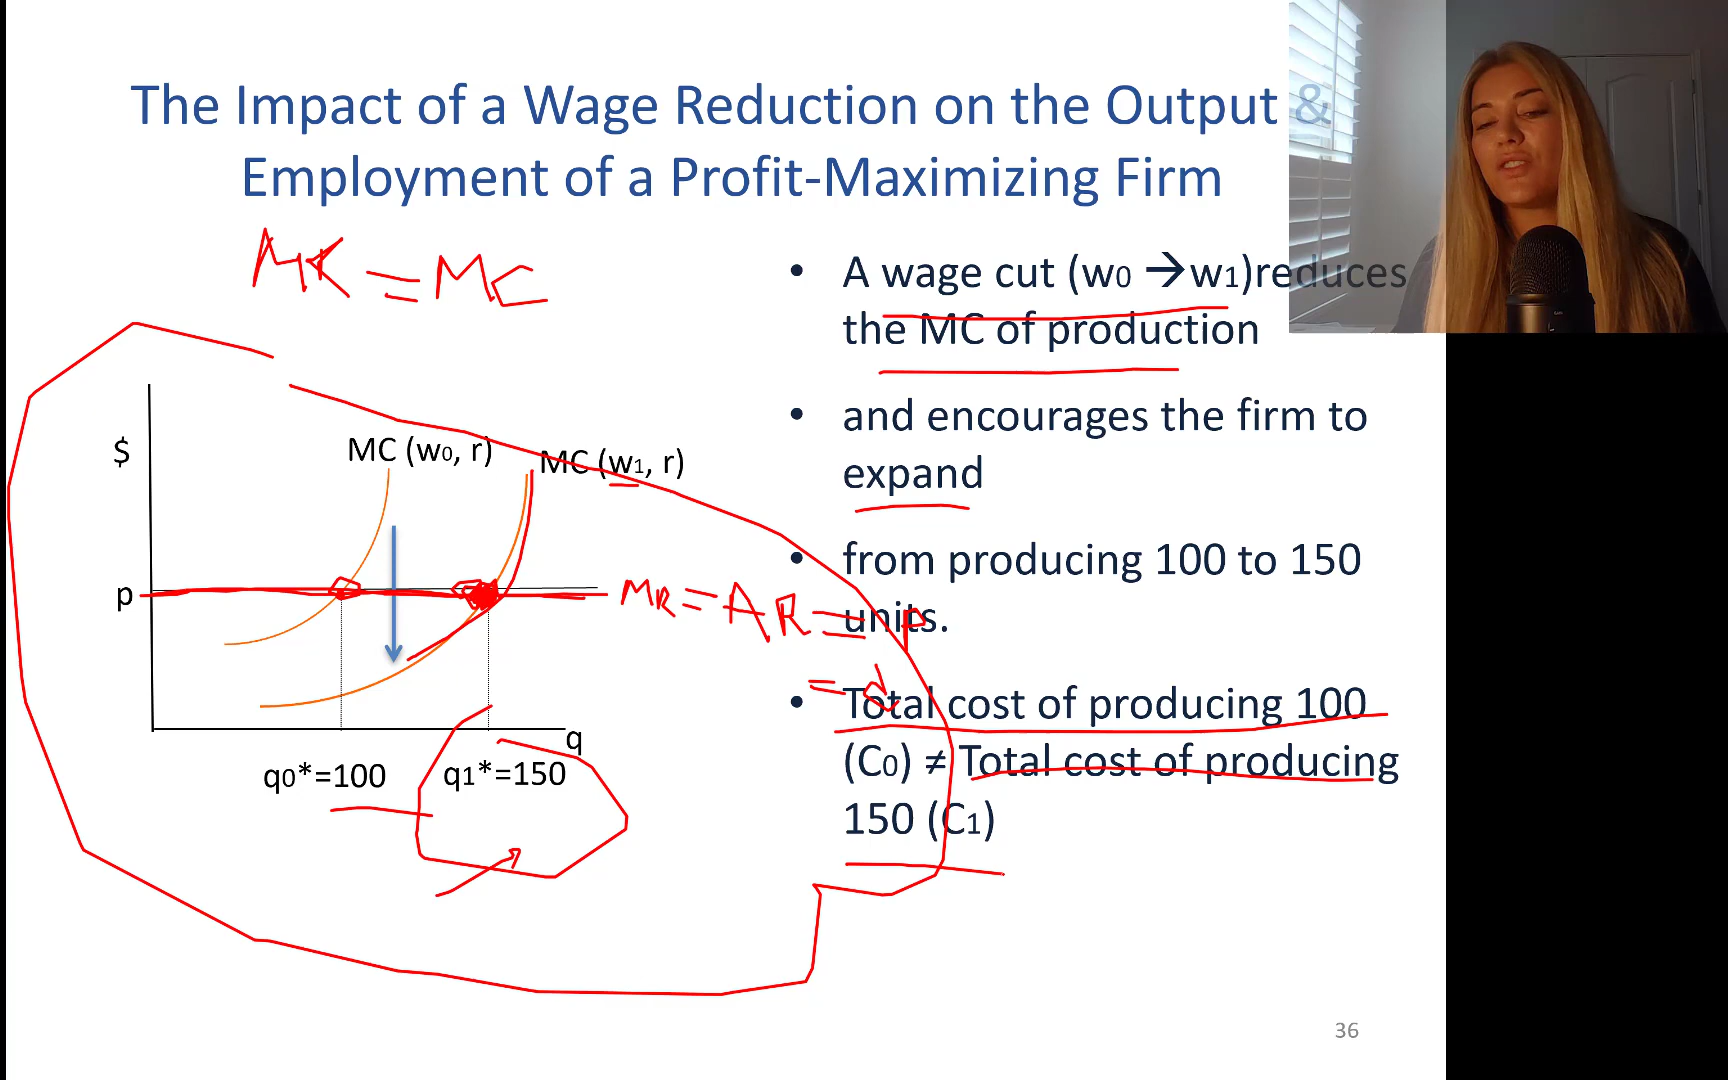 The Impact of a Wage Reduction on the Output &
Employment of a Profit-Maximizing Firm
MR = MC
• A wage cut (w0 →w1)reduces
the MC of production
• and encourages the firm to
expand
• from producing 100 to 150
units.
• Total cost of producing 100
(C0) ≠ Total cost of producing
150 (C1)
$
MC (w0, r)
MC (w1, r)
p
MR = AR = P
= d
q
q0*=100
q1*=150
36